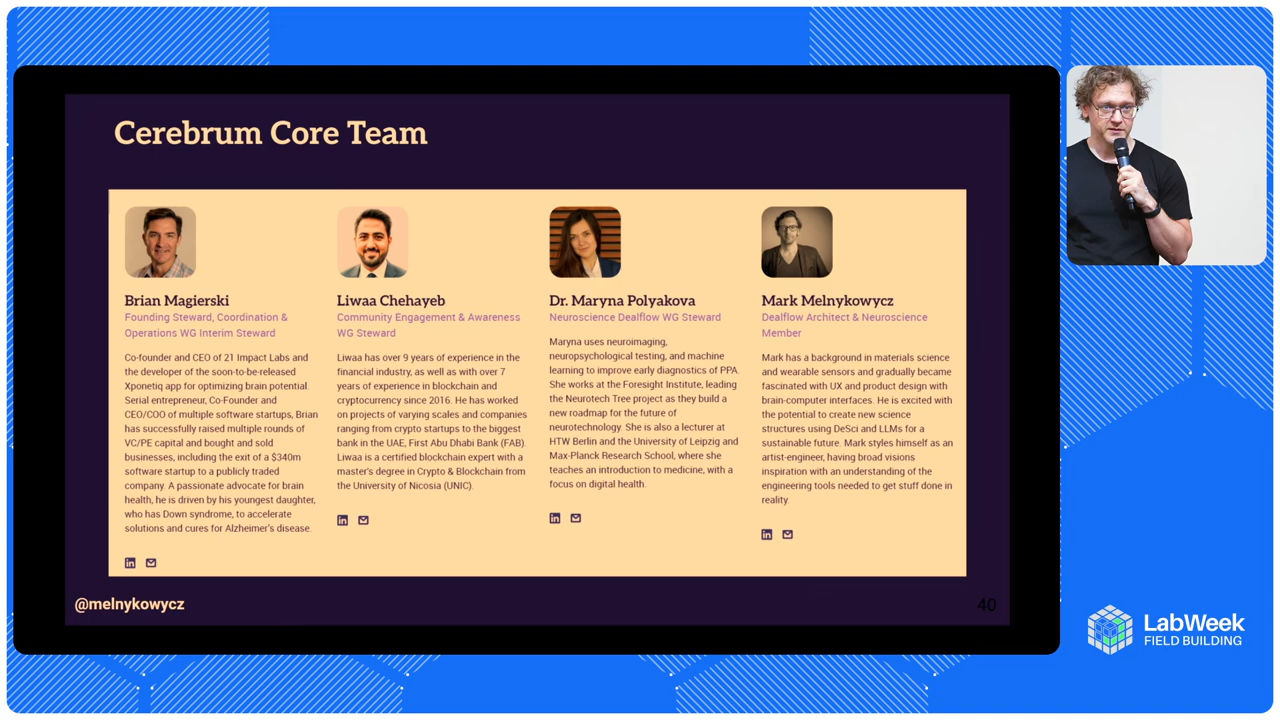 Cerebrum Core Team
Brian Magierski
Founding Steward, Coordination &
Operations WG Interim Steward
Co-founder and CEO of 21 Impact Labs and
the developer of the soon-to-be-released
Xponetiq app for optimizing brain potential.
Serial entrepreneur, Co-Founder and
CEO/COO of multiple software startups, Brian
has successfully raised multiple rounds of
VC/PE capital and bought and sold
businesses, including the exit of a $340m
software startup to a publicly traded
company. A passionate advocate for brain
health, he is driven by his youngest daughter,
who has Down syndrome, to accelerate
solutions and cures for Alzheimer's disease.
Liwaa Chehayeb
Community Engagement & Awareness
WG Steward
Liwaa has over 9 years of experience in the
financial industry, as well as with over 7
years of experience in blockchain and
cryptocurrency since 2016. He has worked
on projects of varying scales and companies
ranging from crypto startups to the biggest
bank in the UAE, First Abu Dhabi Bank (FAB).
Liwaa is a certified blockchain expert with a
master's degree in Crypto & Blockchain from
the University of Nicosia (UNIC).
Dr. Maryna Polyakova
Neuroscience Dealflow WG Steward
Maryna uses neuroimaging,
neuropsychological testing, and machine
learning to improve early diagnostics of PPA.
She works at the Foresight Institute, leading
the Neurotech Tree project as they build a
new roadmap for the future of
neurotechnology. She is also a lecturer at
HTW Berlin and the University of Leipzig and
Max-Planck Research School, where she
teaches an introduction to medicine, with a
focus on digital health.
Mark Melnykowycz
Dealflow Architect & Neuroscience
Member
Mark has a background in materials science
and wearable sensors and gradually became
fascinated with UX and product design with
brain-computer interfaces. He is excited with
the potential to create new science
structures using DeSci and LLMs for a
sustainable future. Mark styles himself as an
artist-engineer, having broad visions
inspiration with an understanding of the
engineering tools needed to get stuff done in
reality.
@melnykowycz
40
LabWeek
FIELD BUILDING